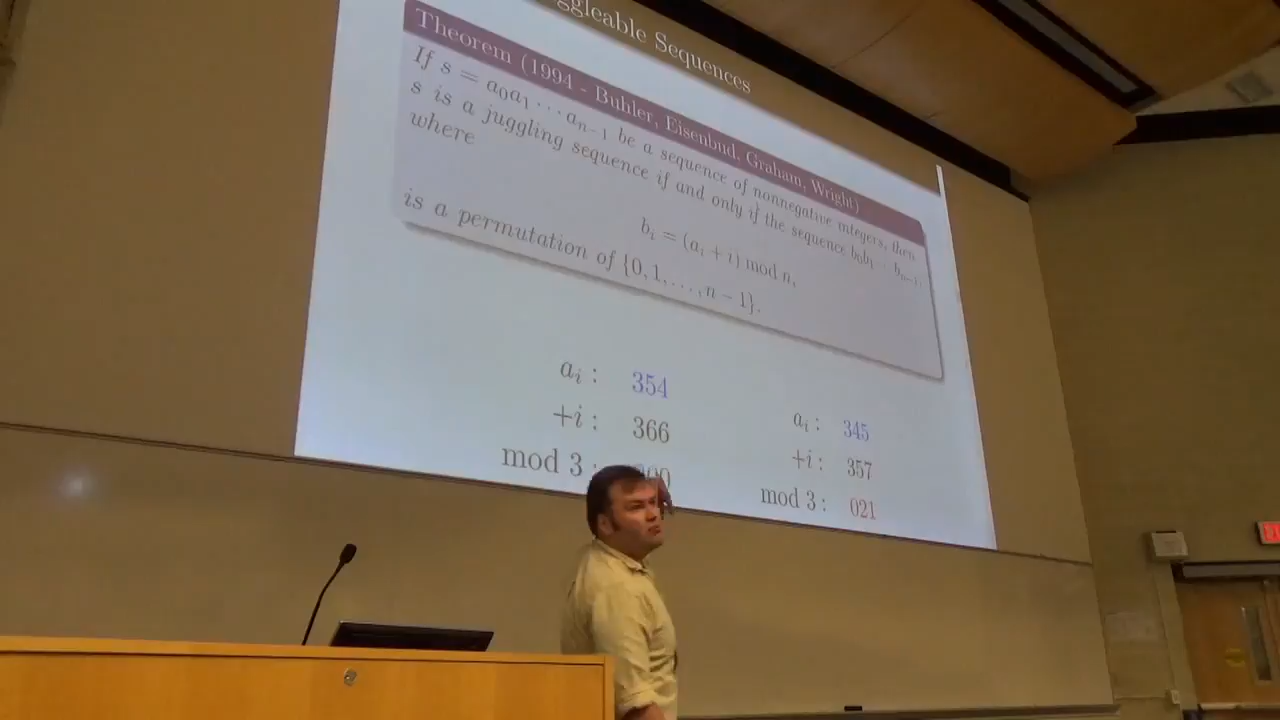 Sequences
Theorem (1994 - Buhler, Eisenbud, Graham, Wright)
If s = a₀a₁ ⋯ aₙ₋₁ be a sequence of nonnegative integers, then
s is a juggling sequence if and only if the sequence b₀b₁ ⋯ bₙ₋₁,
where
bᵢ = (aᵢ + i) mod n,
is a permutation of {0, 1, …, n − 1}.
aᵢ : 354
+i : 366
mod 3 :
aᵢ : 345
+i : 357
mod 3 : 021